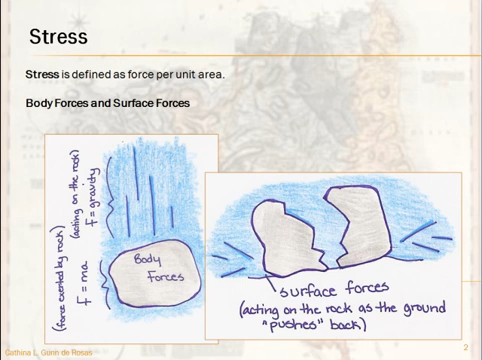 Stress
Stress is defined as force per unit area.
Body Forces and Surface Forces
(acting on the rock)
F = gravity
(force exerted by rock)
F = ma
Body
Forces
surface forces
(acting on the rock as the ground
"pushes" back)
Cathina L. Gunn de Rosas
2